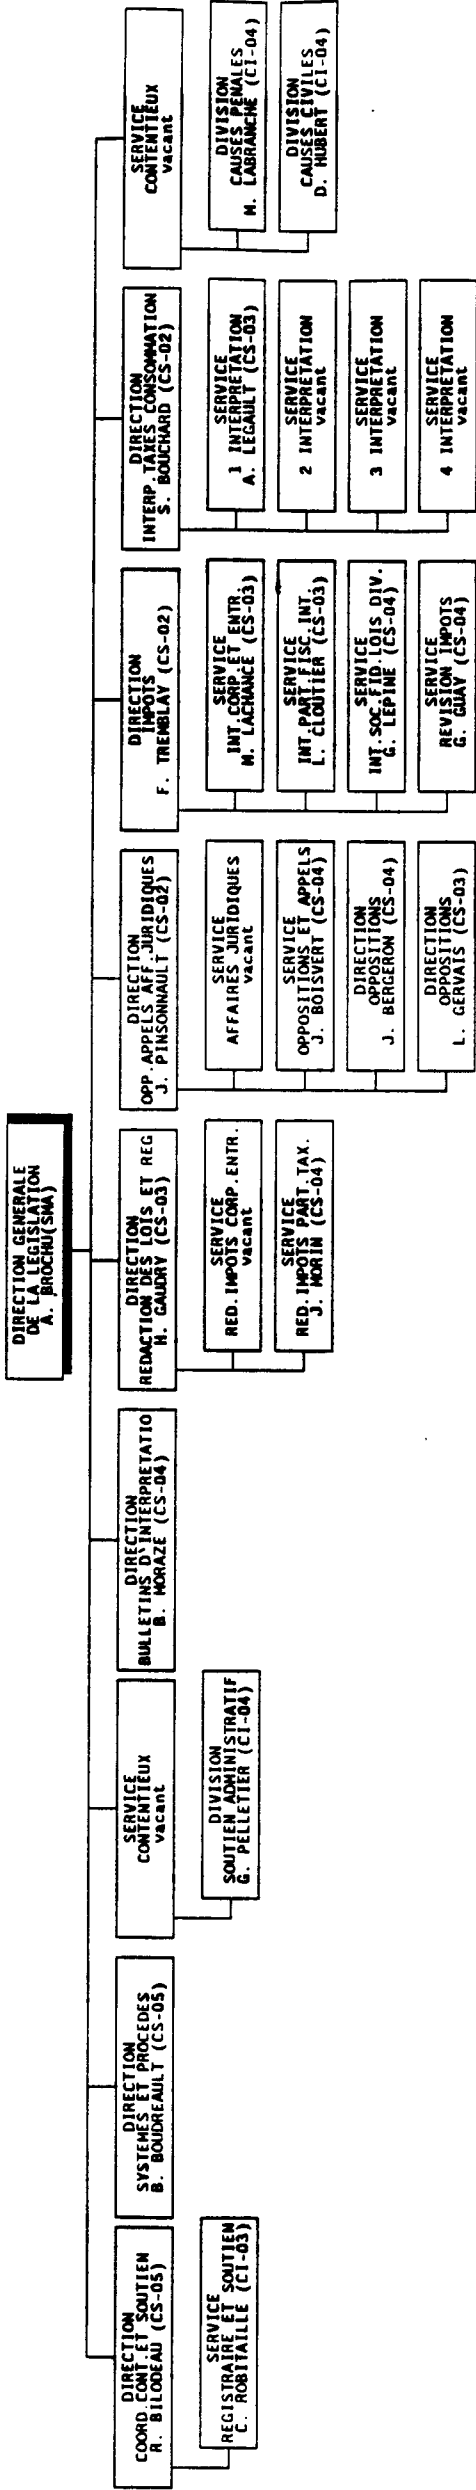 DIRECTION GENERALE
DE LA LEGISLATION
A. BROCHU(SMA)
DIRECTION
COORD.CONT.ET SOUTIEN
R. BILODEAU (CS-05)
SERVICE
REGISTRAIRE ET SOUTIEN
C. ROBITAILLE (CI-03)
DIRECTION
SYSTEMES ET PROCEDES
B. BOUDREAULT (CS-05)
SERVICE
CONTENTIEUX
vacant
DIVISION
SOUTIEN ADMINISTRATIF
G. PELLETIER (CI-04)
DIRECTION
BULLETINS D'INTERPRETATIO
B. MORAZE (CS-04)
DIRECTION
REDACTION DES LOIS ET REG
H. GAUDRY (CS-03)
SERVICE
RED.IMPOTS CORP.ENTR.
vacant
SERVICE
RED.IMPOTS PART.TAX.
J. MORIN (CS-04)
DIRECTION
OPP.APPELS AFF.JURIDIQUES
J. PINSONNAULT (CS-02)
SERVICE
AFFAIRES JURIDIQUES
vacant
SERVICE
OPPOSITIONS ET APPELS
J. BOISVERT (CS-04)
DIRECTION
OPPOSITIONS
J. BERGERON (CS-04)
DIRECTION
OPPOSITIONS
L. GERVAIS (CS-03)
DIRECTION
IMPOTS
F. TREMBLAY (CS-02)
SERVICE
INT.CORP.ET ENTR.
M. LACHANCE (CS-03)
SERVICE
INT.PART.FISC.INT.
L. CLOUTIER (CS-03)
SERVICE
INT.SOC.FID.LOIS DIV.
G. LEPINE (CS-04)
SERVICE
REVISION IMPOTS
G. GUAY (CS-04)
DIRECTION
INTERP.TAXES CONSOMMATION
S. BOUCHARD (CS-02)
SERVICE
1 INTERPRETATION
A. LEGAULT (CS-03)
SERVICE
2 INTERPRETATION
vacant
SERVICE
3 INTERPRETATION
vacant
SERVICE
4 INTERPRETATION
vacant
SERVICE
CONTENTIEUX
vacant
DIVISION
CAUSES PENALES
M. LABRANCHE (CI-04)
DIVISION
CAUSES CIVILES
D. HUBERT (CI-04)